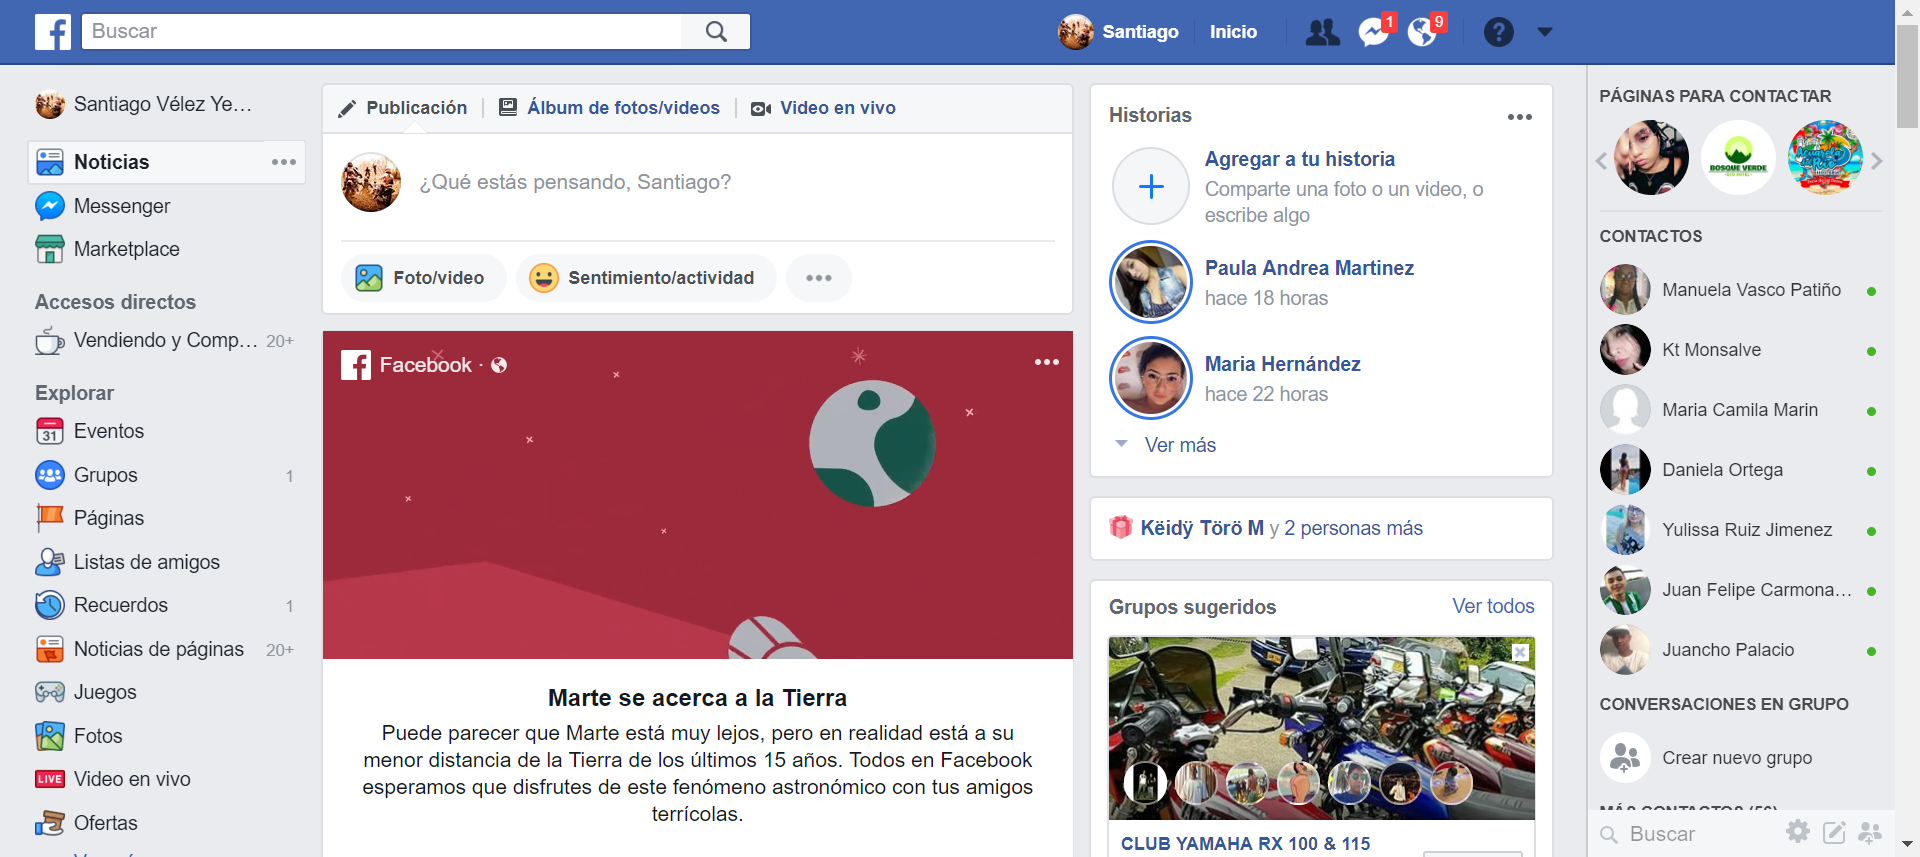 Buscar
Santiago
Inicio
1
9
Santiago Vélez Ye...
Noticias
Messenger
Marketplace
Accesos directos
Vendiendo y Comp... 20+
Explorar
31
Eventos
Grupos 1
Páginas
Listas de amigos
Recuerdos 1
Noticias de páginas 20+
Juegos
Fotos
LIVE Video en vivo
Ofertas
Publicación
Álbum de fotos/videos
Video en vivo
¿Qué estás pensando, Santiago?
Foto/video
Sentimiento/actividad
Facebook ·
Marte se acerca a la Tierra
Puede parecer que Marte está muy lejos, pero en realidad está a su
menor distancia de la Tierra de los últimos 15 años. Todos en Facebook
esperamos que disfrutes de este fenómeno astronómico con tus amigos
terrícolas.
Historias
Agregar a tu historia
Comparte una foto o un video, o
escribe algo
Paula Andrea Martinez
hace 18 horas
Maria Hernández
hace 22 horas
Ver más
Këidÿ Törö M y 2 personas más
Grupos sugeridos
Ver todos
CLUB YAMAHA RX 100 & 115
PÁGINAS PARA CONTACTAR
BOSQUE VERDE
CONTACTOS
Manuela Vasco Patiño
Kt Monsalve
Maria Camila Marin
Daniela Ortega
Yulissa Ruiz Jimenez
Juan Felipe Carmona...
Juancho Palacio
CONVERSACIONES EN GRUPO
Crear nuevo grupo
Buscar